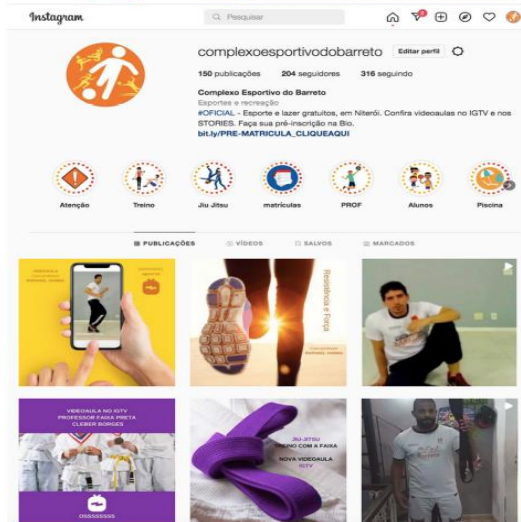 Instagram
Pesquisar
complexoesportivodobarreto Editar perfil
150 publicações 204 seguidores 316 seguindo
Complexo Esportivo do Barreto
Esportes e recreação
#OFICIAL - Esporte e lazer gratuitos, em Niterói. Confira videoaulas no IGTV e nos
STORIES. Faça sua pré-inscrição na Bio.
bit.ly/PRE-MATRICULA_CLIQUEAQUI
Atenção Treino Jiu Jitsu matrículas PROF Alunos Piscina
PUBLICAÇÕES VÍDEOS SALVOS MARCADOS
Resistência e Força
VIDEOAULA NO IGTV
PROFESSOR FAIXA PRETA
CLEBER BORGES
OSSSSSSSS
JIU-JITSU
TREINO COM A FAIXA
NOVA VIDEOAULA
IGTV